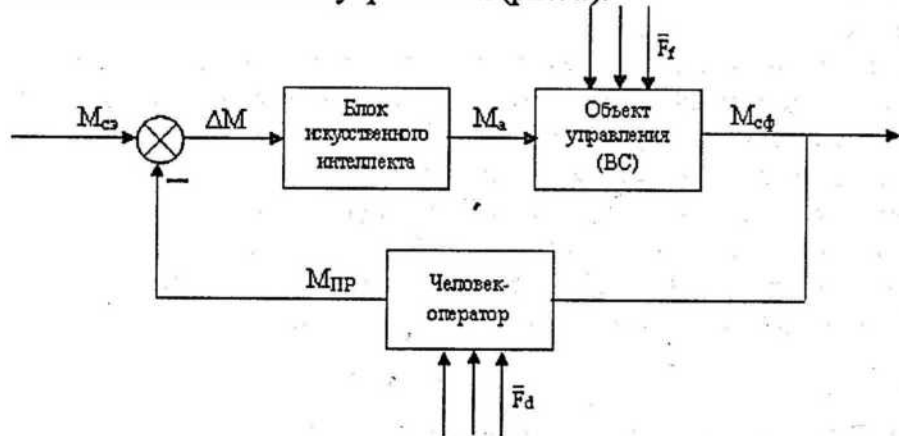 F̅f
Mсэ
ΔM
Блок
искусственного
интеллекта
Mа
Объект
управления
(ВС)
Mсф
—
MПР
Человек-
оператор
F̅d